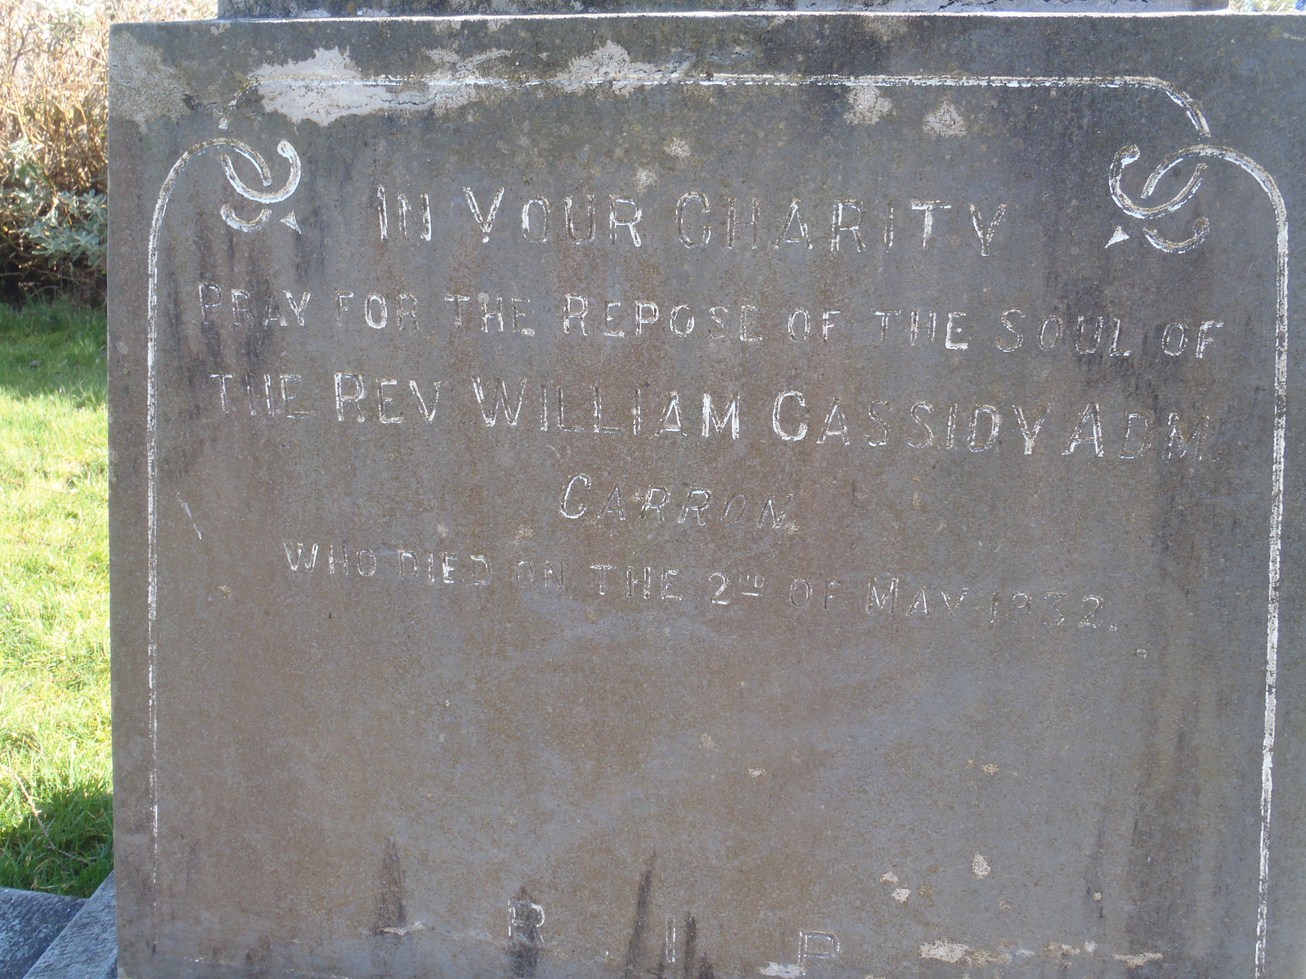 IN YOUR CHARITY
PRAY FOR THE REPOSE OF THE SOUL OF
THE REV WILLIAM CASSIDY ADM
CARRON
WHO DIED ON THE 2ND OF MAY 1932.
R I P